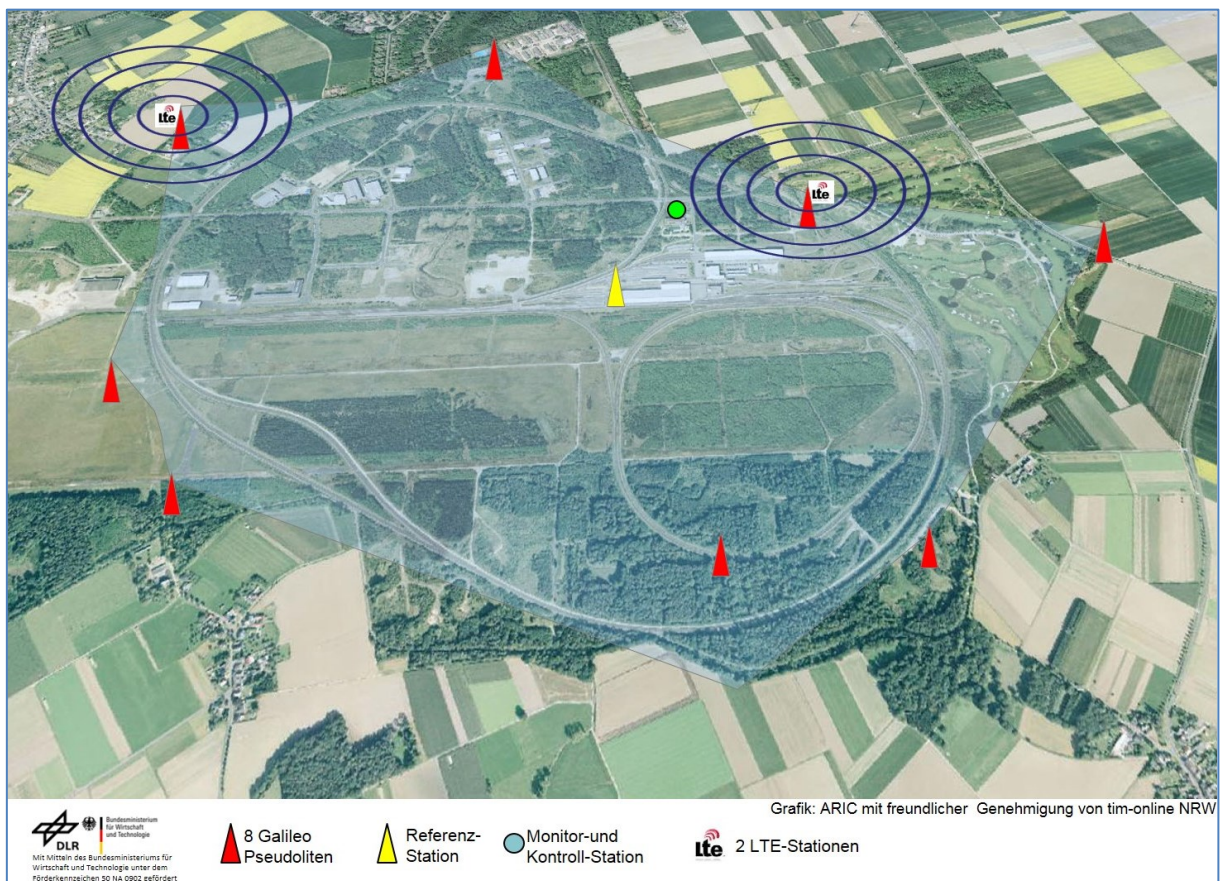 lte
lte
Grafik: ARIC mit freundlicher Genehmigung von tim-online NRW
DLR
Bundesministerium
für Wirtschaft
und Technologie
Mit Mitteln des Bundesministeriums für
Wirtschaft und Technologie unter dem
Förderkennzeichen 50 NA 0902 gefördert
8 Galileo
Pseudoliten
Referenz-
Station
Monitor-und
Kontroll-Station
lte
2 LTE-Stationen